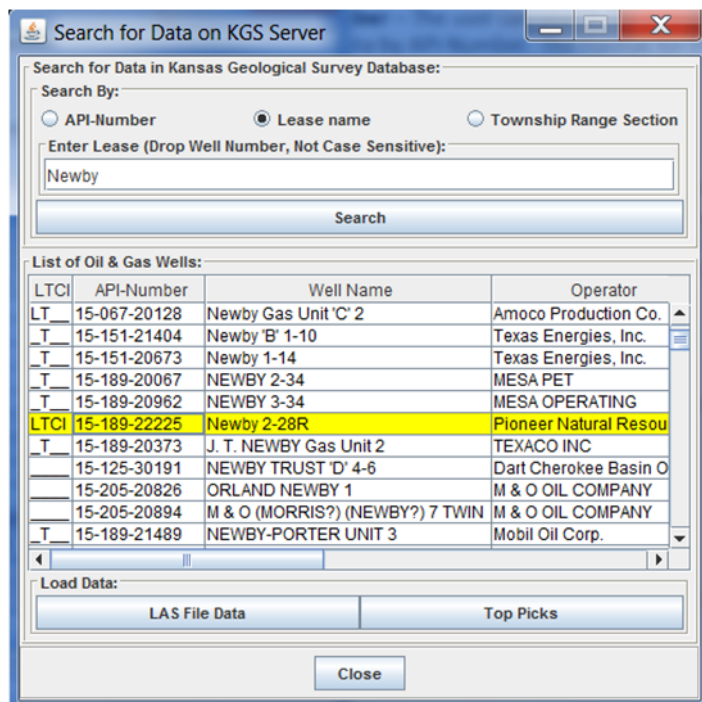 Search for Data on KGS Server
Search for Data in Kansas Geological Survey Database:
Search By:
API-Number Lease name Township Range Section
Enter Lease (Drop Well Number, Not Case Sensitive):
Newby
Search
List of Oil & Gas Wells:
LTCI API-Number Well Name Operator
LT__ 15-067-20128 Newby Gas Unit 'C' 2 Amoco Production Co.
_T__ 15-151-21404 Newby 'B' 1-10 Texas Energies, Inc.
_T__ 15-151-20673 Newby 1-14 Texas Energies, Inc.
_T__ 15-189-20067 NEWBY 2-34 MESA PET
_T__ 15-189-20962 NEWBY 3-34 MESA OPERATING
LTCI 15-189-22225 Newby 2-28R Pioneer Natural Resou
_T__ 15-189-20373 J. T. NEWBY Gas Unit 2 TEXACO INC
____ 15-125-30191 NEWBY TRUST 'D' 4-6 Dart Cherokee Basin O
____ 15-205-20826 ORLAND NEWBY 1 M & O OIL COMPANY
____ 15-205-20894 M & O (MORRIS?) (NEWBY?) 7 TWIN M & O OIL COMPANY
_T__ 15-189-21489 NEWBY-PORTER UNIT 3 Mobil Oil Corp.
Load Data:
LAS File Data Top Picks
Close